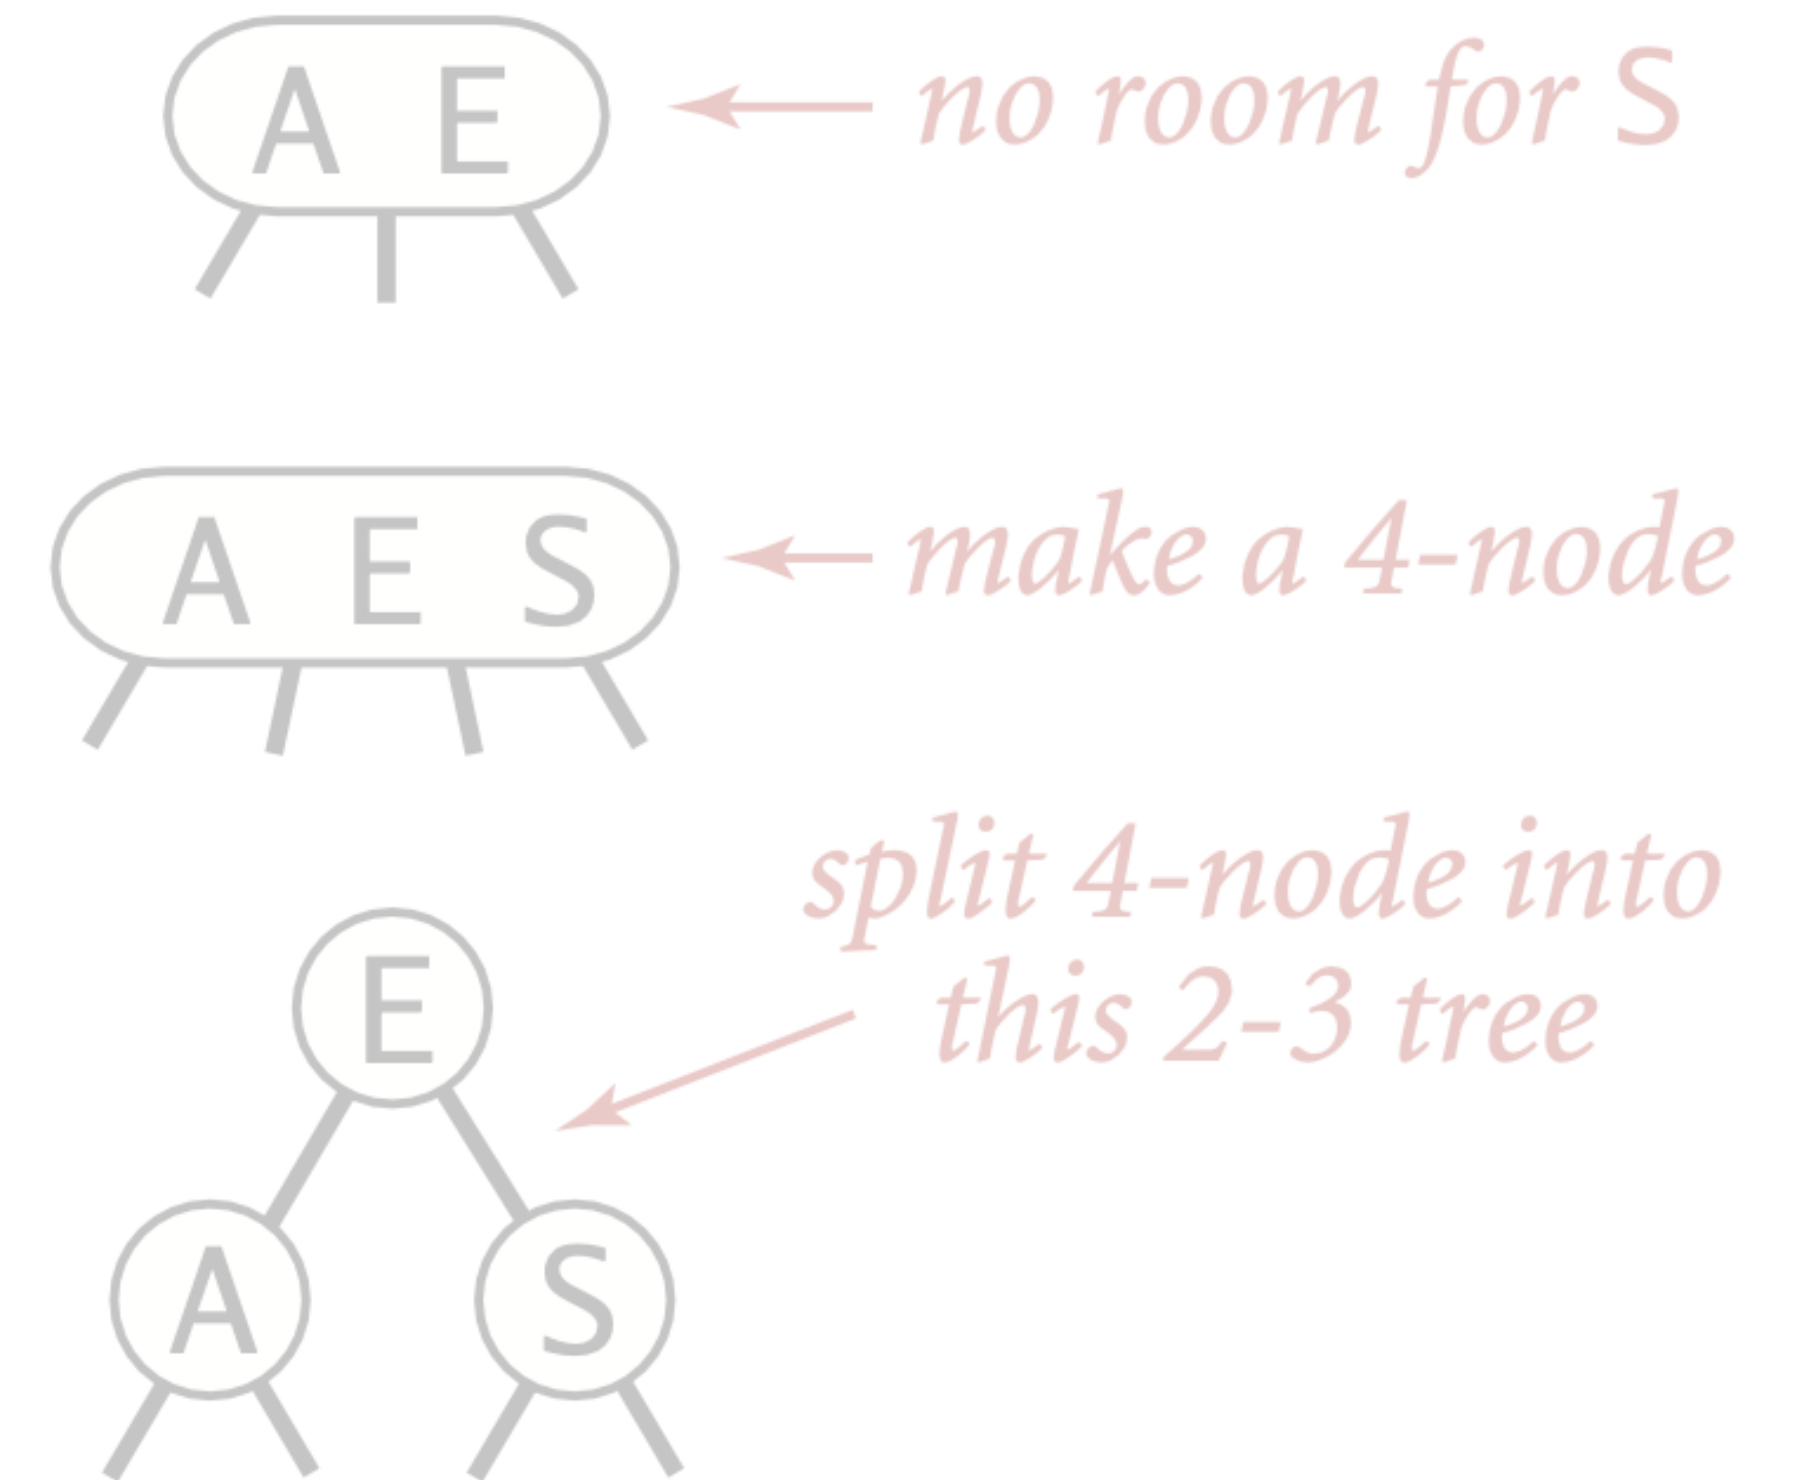 A E
no room for S
A E S
make a 4-node
split 4-node into
this 2-3 tree
E
A S